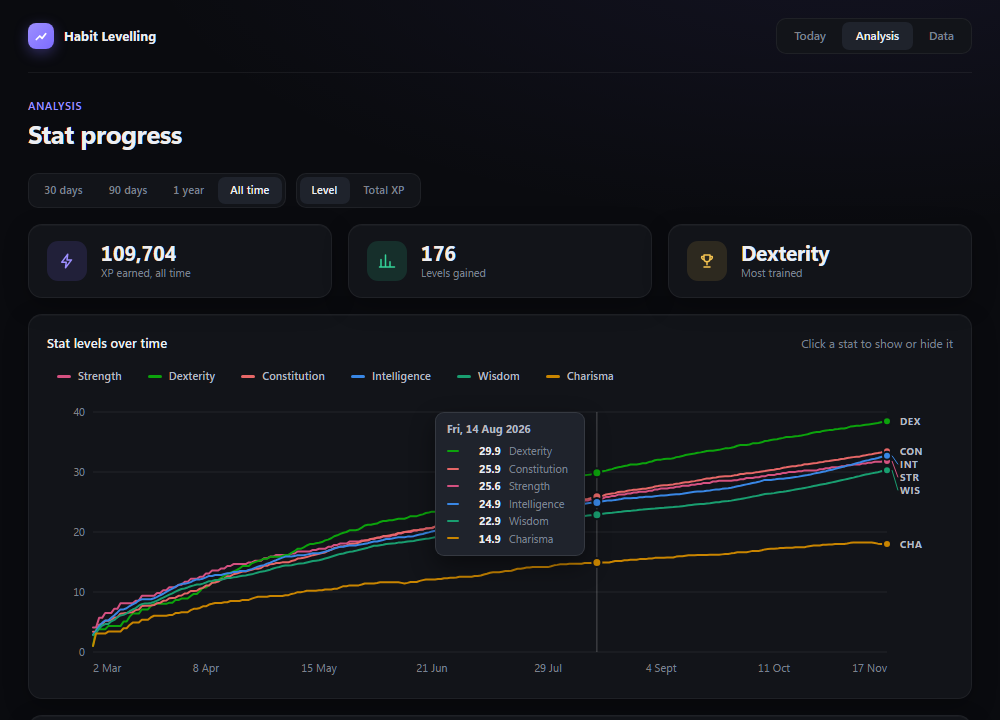 Habit Levelling
Today
Analysis
Data
ANALYSIS
Stat progress
30 days
90 days
1 year
All time
Level
Total XP
109,704
XP earned, all time
176
Levels gained
Dexterity
Most trained
Stat levels over time
Click a stat to show or hide it
Strength
Dexterity
Constitution
Intelligence
Wisdom
Charisma
40
30
20
10
0
Fri, 14 Aug 2026
29.9 Dexterity
25.9 Constitution
25.6 Strength
24.9 Intelligence
22.9 Wisdom
14.9 Charisma
DEX
CON
INT
STR
WIS
CHA
2 Mar
8 Apr
15 May
21 Jun
29 Jul
4 Sept
11 Oct
17 Nov